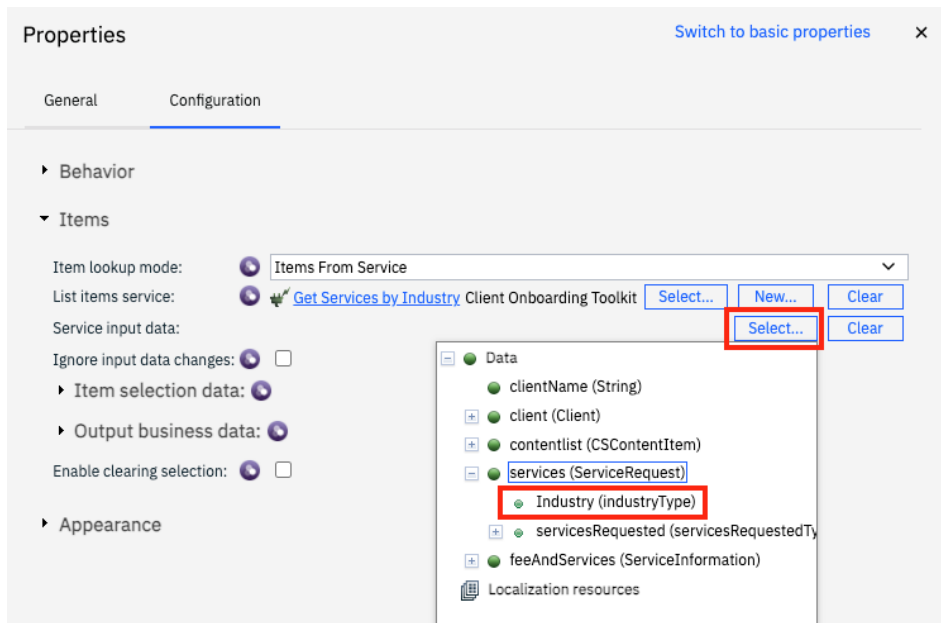 Properties
Switch to basic properties
General
Configuration
Behavior
Items
Item lookup mode:
Items From Service
List items service:
Get Services by Industry Client Onboarding Toolkit
Select...
New...
Clear
Service input data:
Select...
Clear
Data
Ignore input data changes:
clientName (String)
Item selection data:
client (Client)
Output business data:
contentlist (CSContentItem)
Enable clearing selection:
services (ServiceRequest)
Industry (industryType)
Appearance
servicesRequested (servicesRequestedTy
feeAndServices (ServiceInformation)
Localization resources